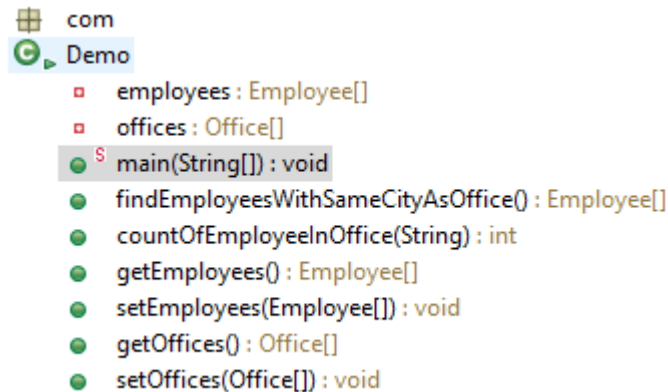 com
Demo
employees : Employee[]
offices : Office[]
S main(String[]) : void
findEmployeesWithSameCityAsOffice() : Employee[]
countOfEmployeeInOffice(String) : int
getEmployees() : Employee[]
setEmployees(Employee[]) : void
getOffices() : Office[]
setOffices(Office[]) : void